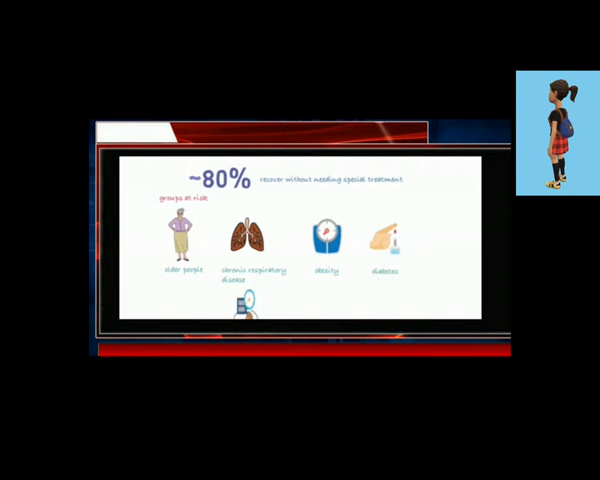 ~80% recover without needing special treatment
groups at risk
older people
chronic respiratory
disease
obesity
diabetes